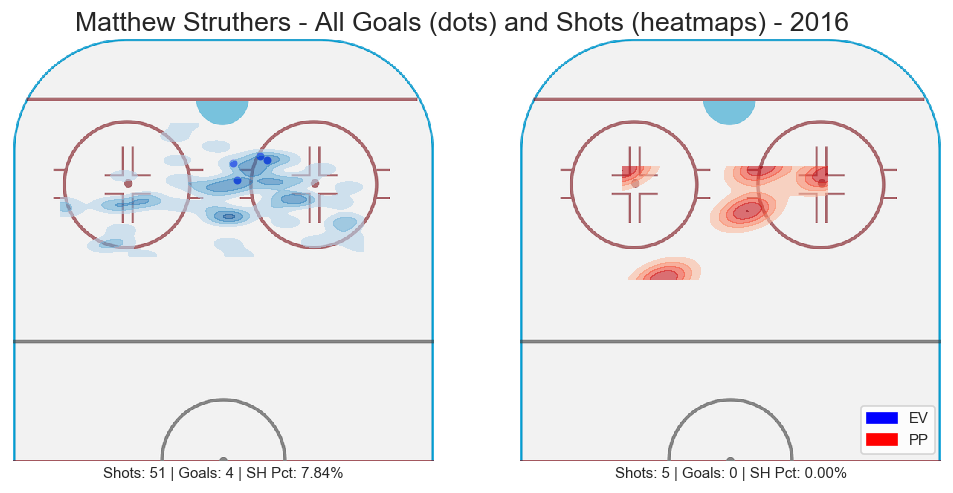 Matthew Struthers - All Goals (dots) and Shots (heatmaps) - 2016
EV
PP
Shots: 51 | Goals: 4 | SH Pct: 7.84%
Shots: 5 | Goals: 0 | SH Pct: 0.00%